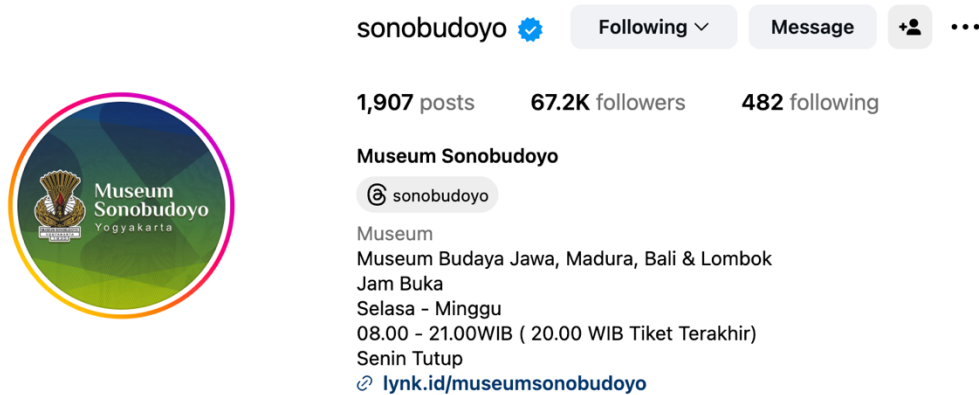 sonobudoyo
Following
Message
1,907 posts
67.2K followers
482 following
Museum Sonobudoyo
sonobudoyo
Museum
Museum Budaya Jawa, Madura, Bali & Lombok
Jam Buka
Selasa - Minggu
08.00 - 21.00WIB ( 20.00 WIB Tiket Terakhir)
Senin Tutup
lynk.id/museumsonobudoyo
Museum
Sonobudoyo
Yogyakarta